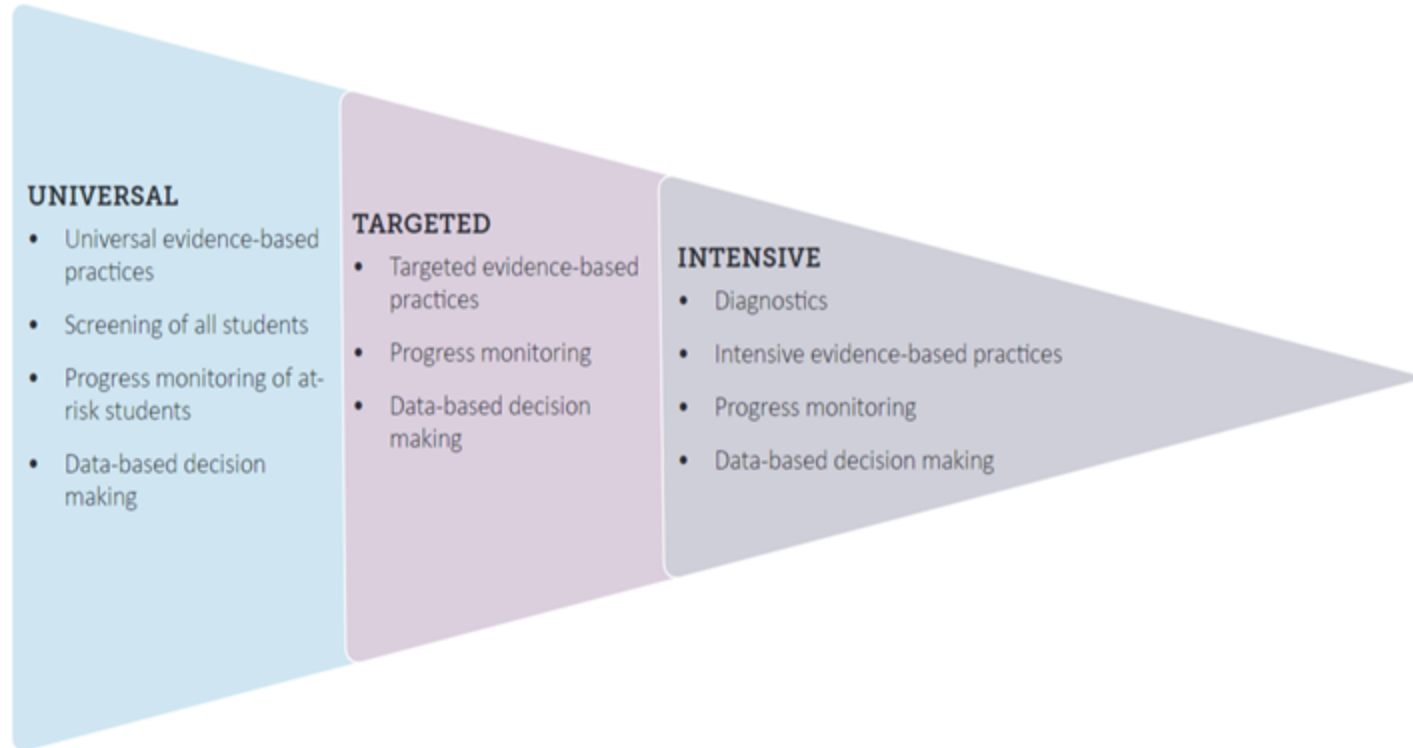 UNIVERSAL
• Universal evidence-based
practices
• Screening of all students
• Progress monitoring of at-
risk students
• Data-based decision
making
TARGETED
• Targeted evidence-based
practices
• Progress monitoring
• Data-based decision
making
INTENSIVE
• Diagnostics
• Intensive evidence-based practices
• Progress monitoring
• Data-based decision making